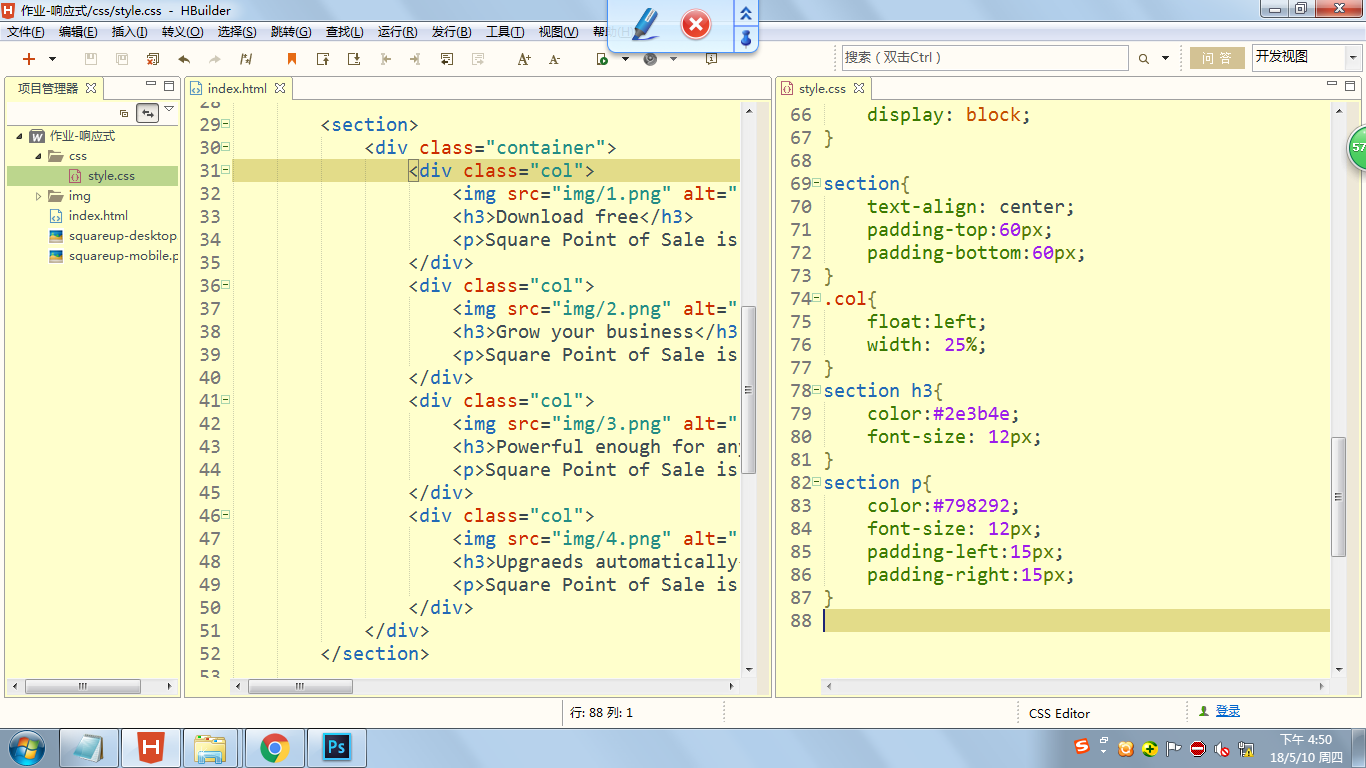 作业-响应式/css/style.css - HBuilder
文件(F) 编辑(E) 插入(I) 转义(O) 选择(S) 跳转(G) 查找(L) 运行(R) 发行(B) 工具(T) 视图(V)
搜索(双击Ctrl)
问 答
开发视图
项目管理器
作业-响应式
css
style.css
img
index.html
squareup-desktop
squareup-mobile.p
index.html
29 <section>
30 <div class="container">
31 <div class="col">
32 <img src="img/1.png" alt="
33 <h3>Download free</h3>
34 <p>Square Point of Sale is
35 </div>
36 <div class="col">
37 <img src="img/2.png" alt="
38 <h3>Grow your business</h3
39 <p>Square Point of Sale is
40 </div>
41 <div class="col">
42 <img src="img/3.png" alt="
43 <h3>Powerful enough for any
44 <p>Square Point of Sale is
45 </div>
46 <div class="col">
47 <img src="img/4.png" alt="
48 <h3>Upgraeds automatically
49 <p>Square Point of Sale is
50 </div>
51 </div>
52 </section>
53
style.css
66 display: block;
67 }
68
69 section{
70 text-align: center;
71 padding-top:60px;
72 padding-bottom:60px;
73 }
74 .col{
75 float:left;
76 width: 25%;
77 }
78 section h3{
79 color:#2e3b4e;
80 font-size: 12px;
81 }
82 section p{
83 color:#798292;
84 font-size: 12px;
85 padding-left:15px;
86 padding-right:15px;
87 }
88
57
行: 88 列: 1
CSS Editor
登录
下午 4:50
18/5/10 周四